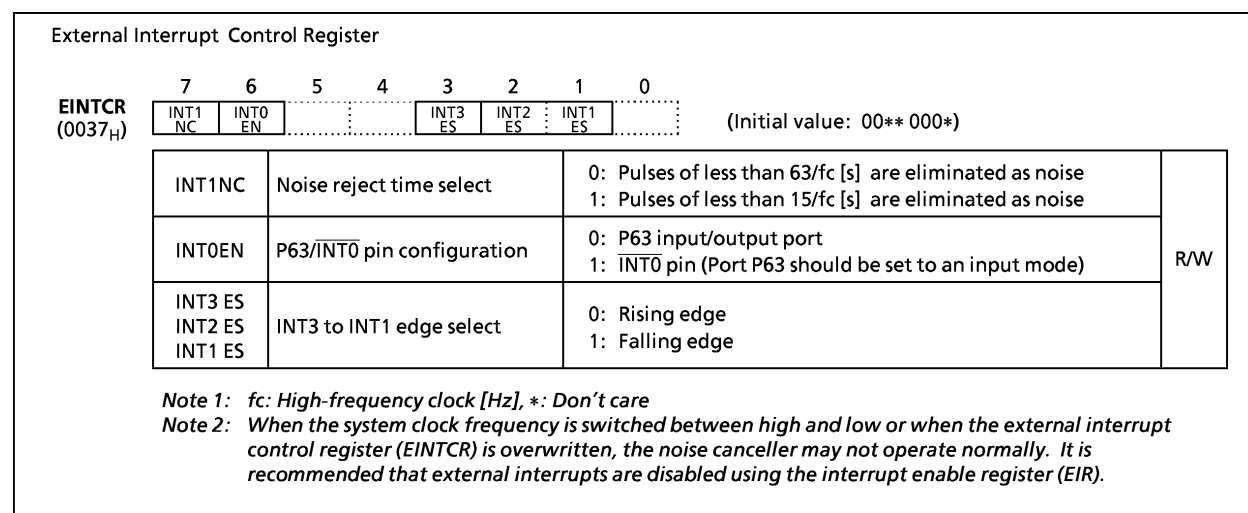 External Interrupt Control Register
7 6 5 4 3 2 1 0
EINTCR
(0037H)
INT1 NC
INT0 EN
INT3 ES
INT2 ES
INT1 ES
(Initial value: 00** 000*)
INT1NC
Noise reject time select
0: Pulses of less than 63/fc [s] are eliminated as noise
1: Pulses of less than 15/fc [s] are eliminated as noise
INT0EN
P63/INT0 pin configuration
0: P63 input/output port
1: INT0 pin (Port P63 should be set to an input mode)
R/W
INT3 ES
INT2 ES
INT1 ES
INT3 to INT1 edge select
0: Rising edge
1: Falling edge
Note 1: fc: High-frequency clock [Hz], *: Don't care
Note 2: When the system clock frequency is switched between high and low or when the external interrupt
control register (EINTCR) is overwritten, the noise canceller may not operate normally. It is
recommended that external interrupts are disabled using the interrupt enable register (EIR).